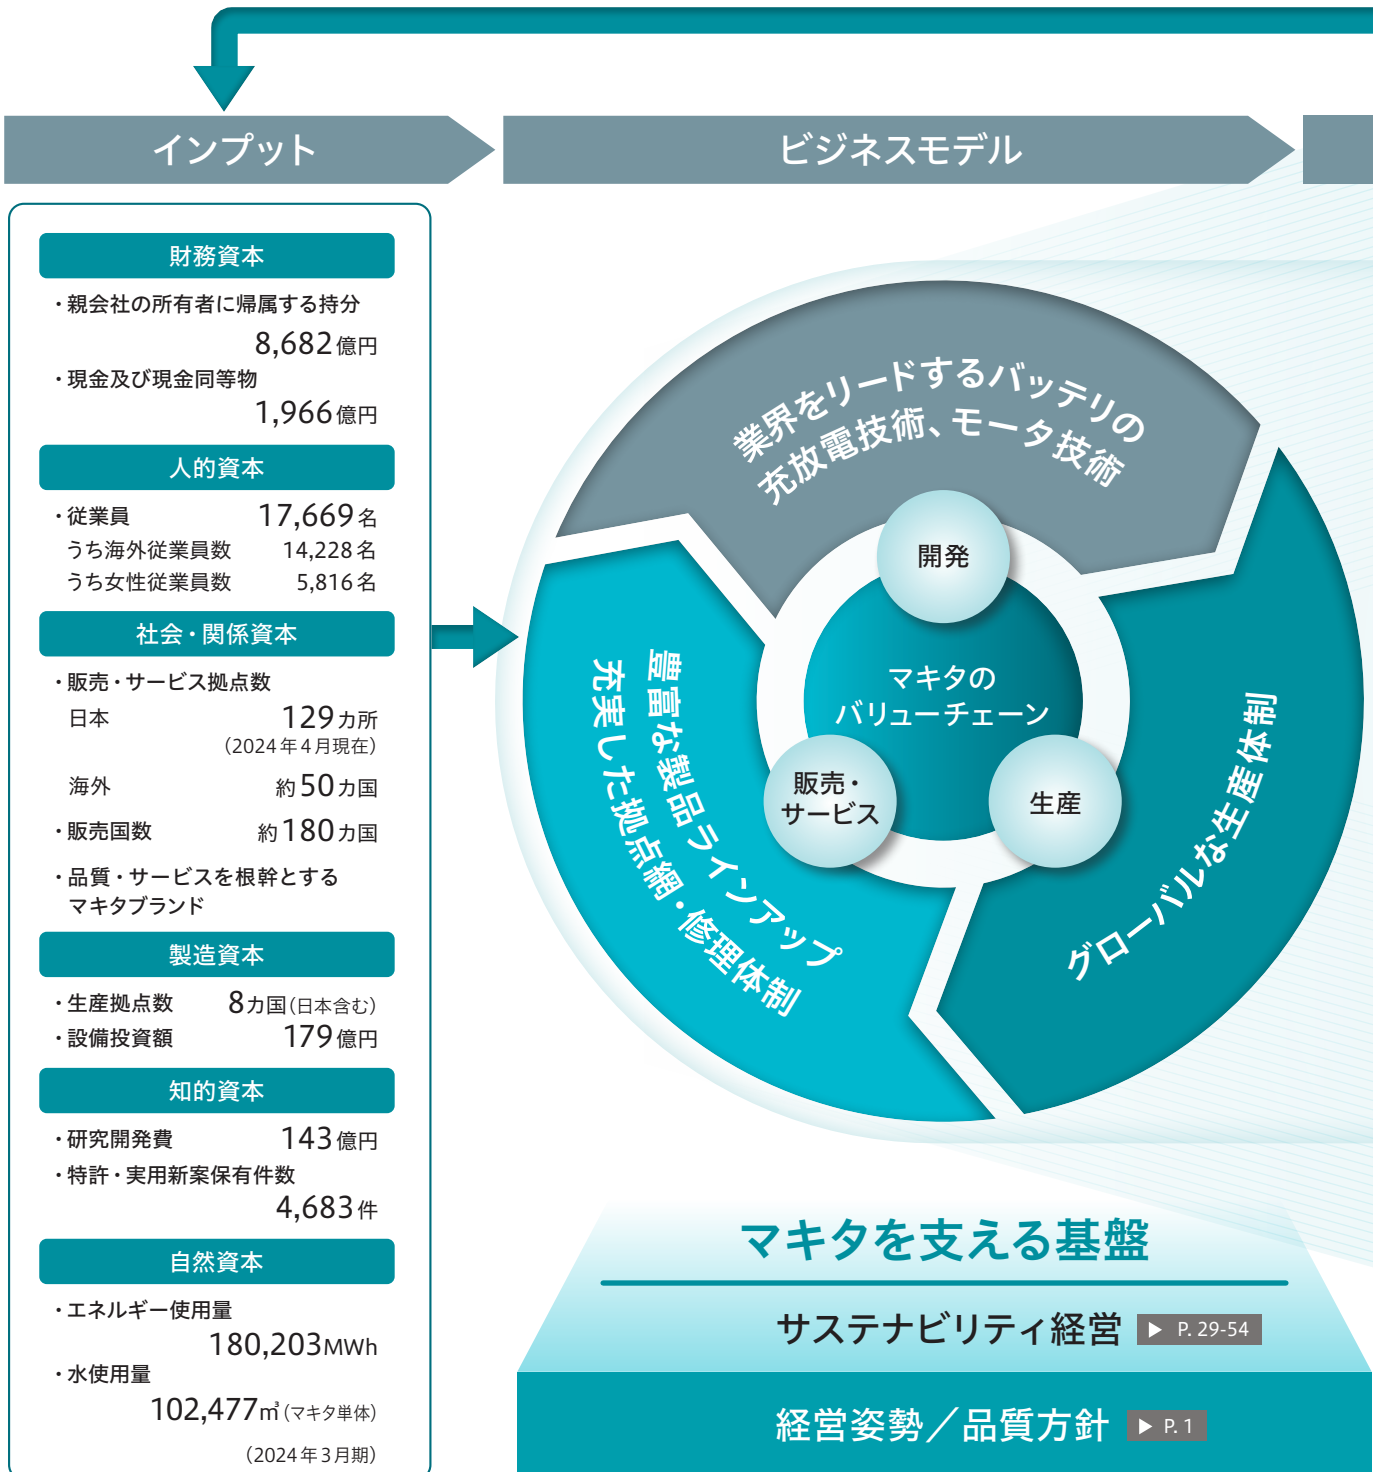 インプット
ビジネスモデル
財務資本
・親会社の所有者に帰属する持分
8,682億円
・現金及び現金同等物
1,966億円
人的資本
・従業員 17,669名
うち海外従業員数 14,228名
うち女性従業員数 5,816名
社会・関係資本
・販売・サービス拠点数
日本 129カ所
（2024年4月現在）
海外 約50カ国
・販売国数 約180カ国
・品質・サービスを根幹とする
マキタブランド
製造資本
・生産拠点数 8カ国（日本含む）
・設備投資額 179億円
知的資本
・研究開発費 143億円
・特許・実用新案保有件数
4,683件
自然資本
・エネルギー使用量
180,203MWh
・水使用量
102,477㎥（マキタ単体）
（2024年3月期）
業界をリードするバッテリの
充放電技術、モータ技術
開発
マキタの
バリューチェーン
販売・
サービス
生産
グローバルな生産体制
豊富な製品ラインアップ
充実した拠点網・修理体制
マキタを支える基盤
サステナビリティ経営 ▶ P. 29-54
経営姿勢／品質方針 ▶ P. 1